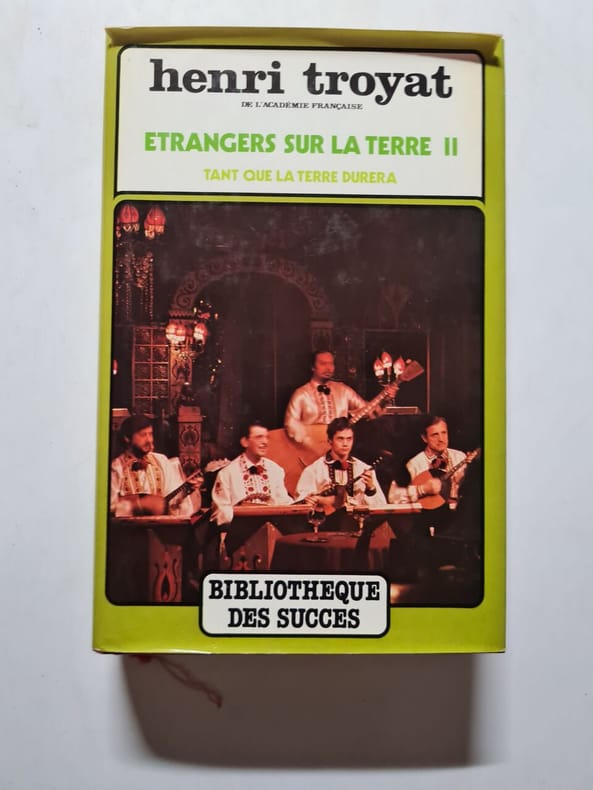 henri troyat
DE L'ACADÉMIE FRANÇAISE
ETRANGERS SUR LA TERRE II
TANT QUE LA TERRE DURERA
BIBLIOTHEQUE
DES SUCCES